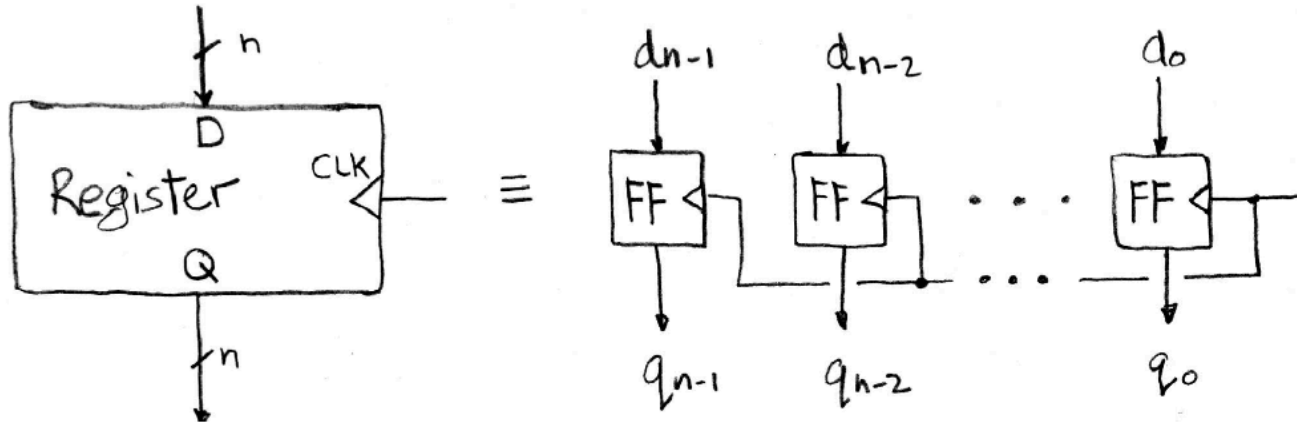 n
D
CLK
Register
Q
n
≡
dn-1 dn-2 d0
FF FF . . . FF
. . .
qn-1 qn-2 q0